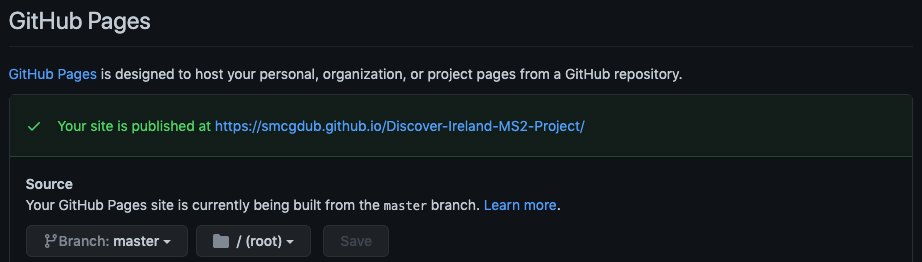 GitHub Pages
GitHub Pages is designed to host your personal, organization, or project pages from a GitHub repository.
Your site is published at https://smcgdub.github.io/Discover-Ireland-MS2-Project/
Source
Your GitHub Pages site is currently being built from the master branch. Learn more.
Branch: master / (root) Save